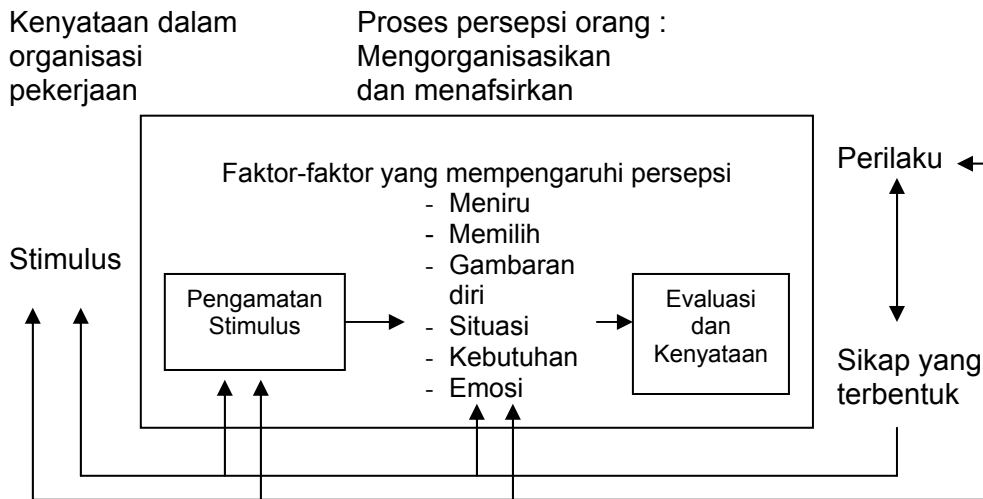 Kenyataan dalam
organisasi
pekerjaan
Proses persepsi orang :
Mengorganisasikan
dan menafsirkan
Faktor-faktor yang mempengaruhi persepsi
- Meniru
- Memilih
- Gambaran
diri
- Situasi
- Kebutuhan
- Emosi
Stimulus
Pengamatan
Stimulus
Evaluasi
dan
Kenyataan
Perilaku
Sikap yang
terbentuk